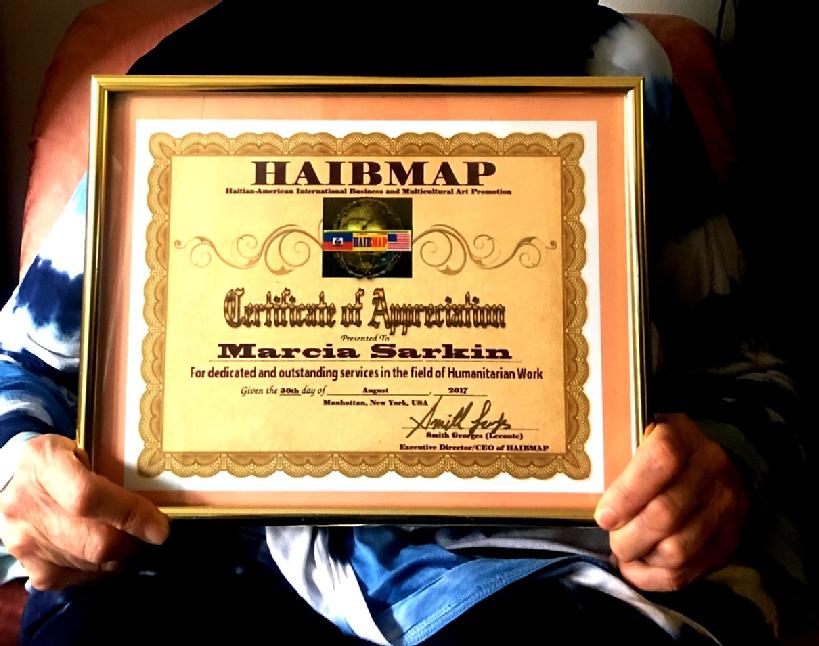 HAIBMAP
Haitian-American International Business and Multicultural Art Promotion
HAIBMAP
Certificate of Appreciation
Presented To
Marcia Sarkin
For dedicated and outstanding services in the field of Humanitarian Work
Given the 30th day of August, 2017
Manhattan, New York, USA
Smith Georges (Leconte)
Executive Director/CEO of HAIBMAP